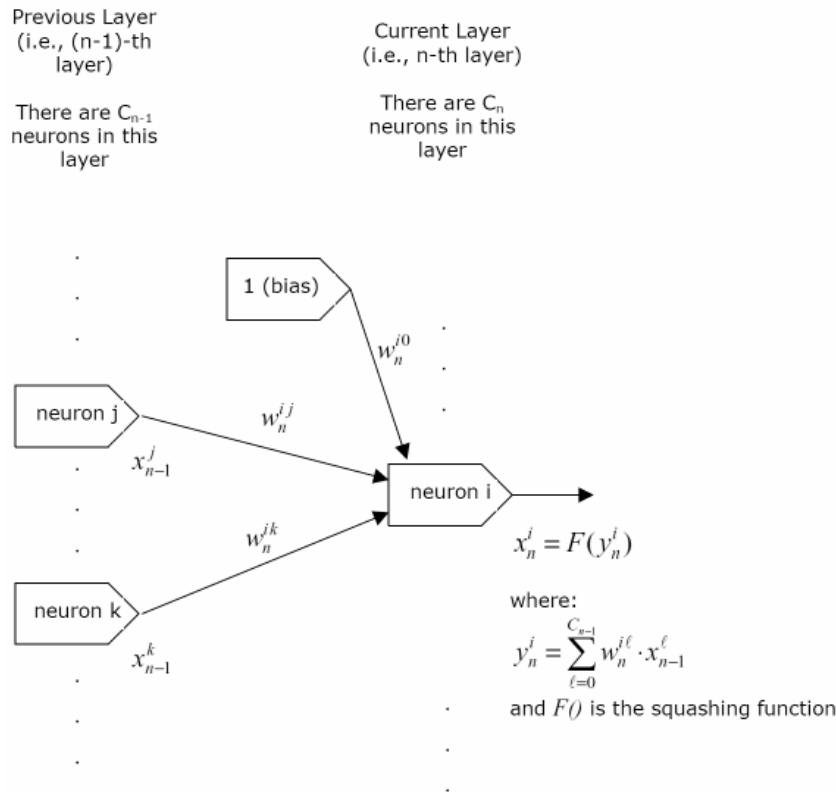 Previous Layer
(i.e., (n-1)-th
layer)
There are Cₙ₋₁
neurons in this
layer
Current Layer
(i.e., n-th layer)
There are Cₙ
neurons in this
layer
1 (bias)
w_n^{i0}
neuron j
w_n^{ij}
x_{n-1}^{j}
neuron i
w_n^{ik}
x_n^i = F(y_n^i)
neuron k
x_{n-1}^{k}
where:
y_n^i = \sum_{ℓ=0}^{C_{n-1}} w_n^{iℓ} · x_{n-1}^{ℓ}
and F() is the squashing function